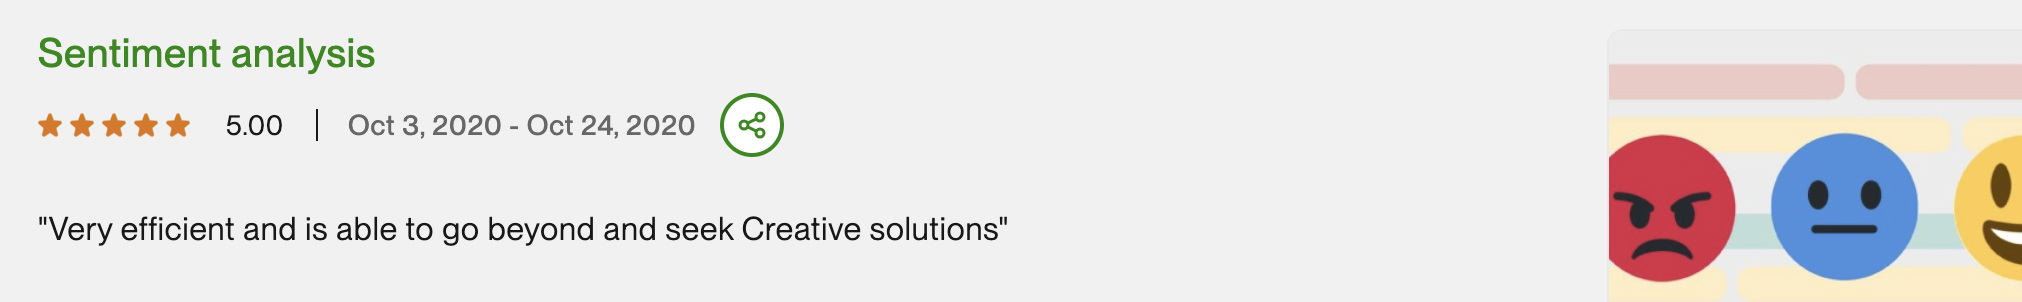 Sentiment analysis
5.00 | Oct 3, 2020 - Oct 24, 2020
"Very efficient and is able to go beyond and seek Creative solutions"